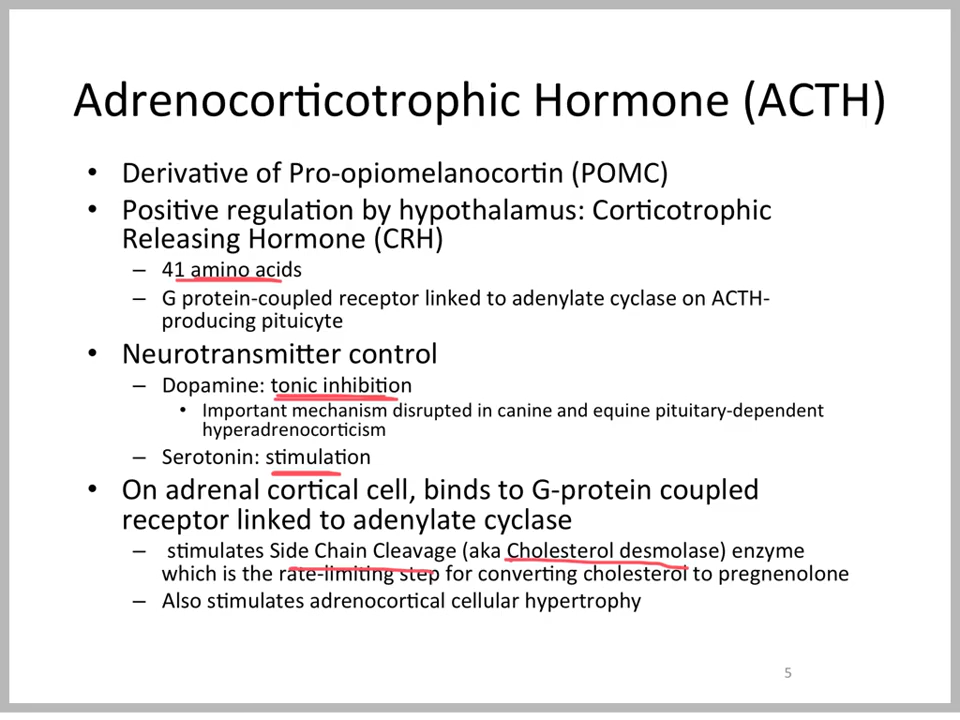 Adrenocorticotrophic Hormone (ACTH)
• Derivative of Pro-opiomelanocortin (POMC)
• Positive regulation by hypothalamus: Corticotrophic
Releasing Hormone (CRH)
– 41 amino acids
– G protein-coupled receptor linked to adenylate cyclase on ACTH-
producing pituicyte
• Neurotransmitter control
– Dopamine: tonic inhibition
• Important mechanism disrupted in canine and equine pituitary-dependent
hyperadrenocorticism
– Serotonin: stimulation
• On adrenal cortical cell, binds to G-protein coupled
receptor linked to adenylate cyclase
– stimulates Side Chain Cleavage (aka Cholesterol desmolase) enzyme
which is the rate-limiting step for converting cholesterol to pregnenolone
– Also stimulates adrenocortical cellular hypertrophy
5